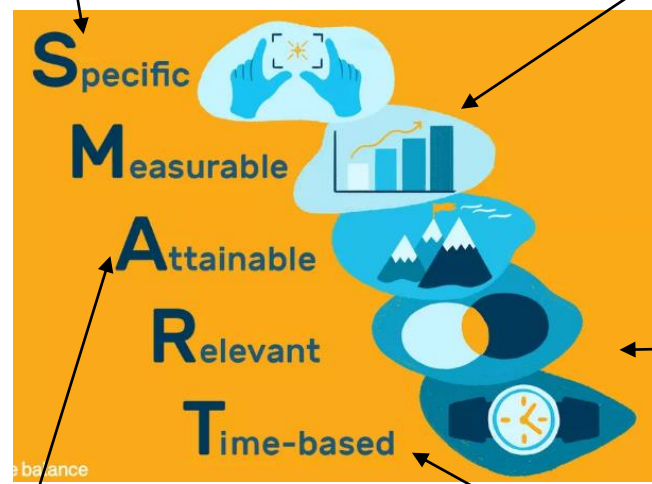 Specific
Measurable
Attainable
Relevant
Time-based
e balance